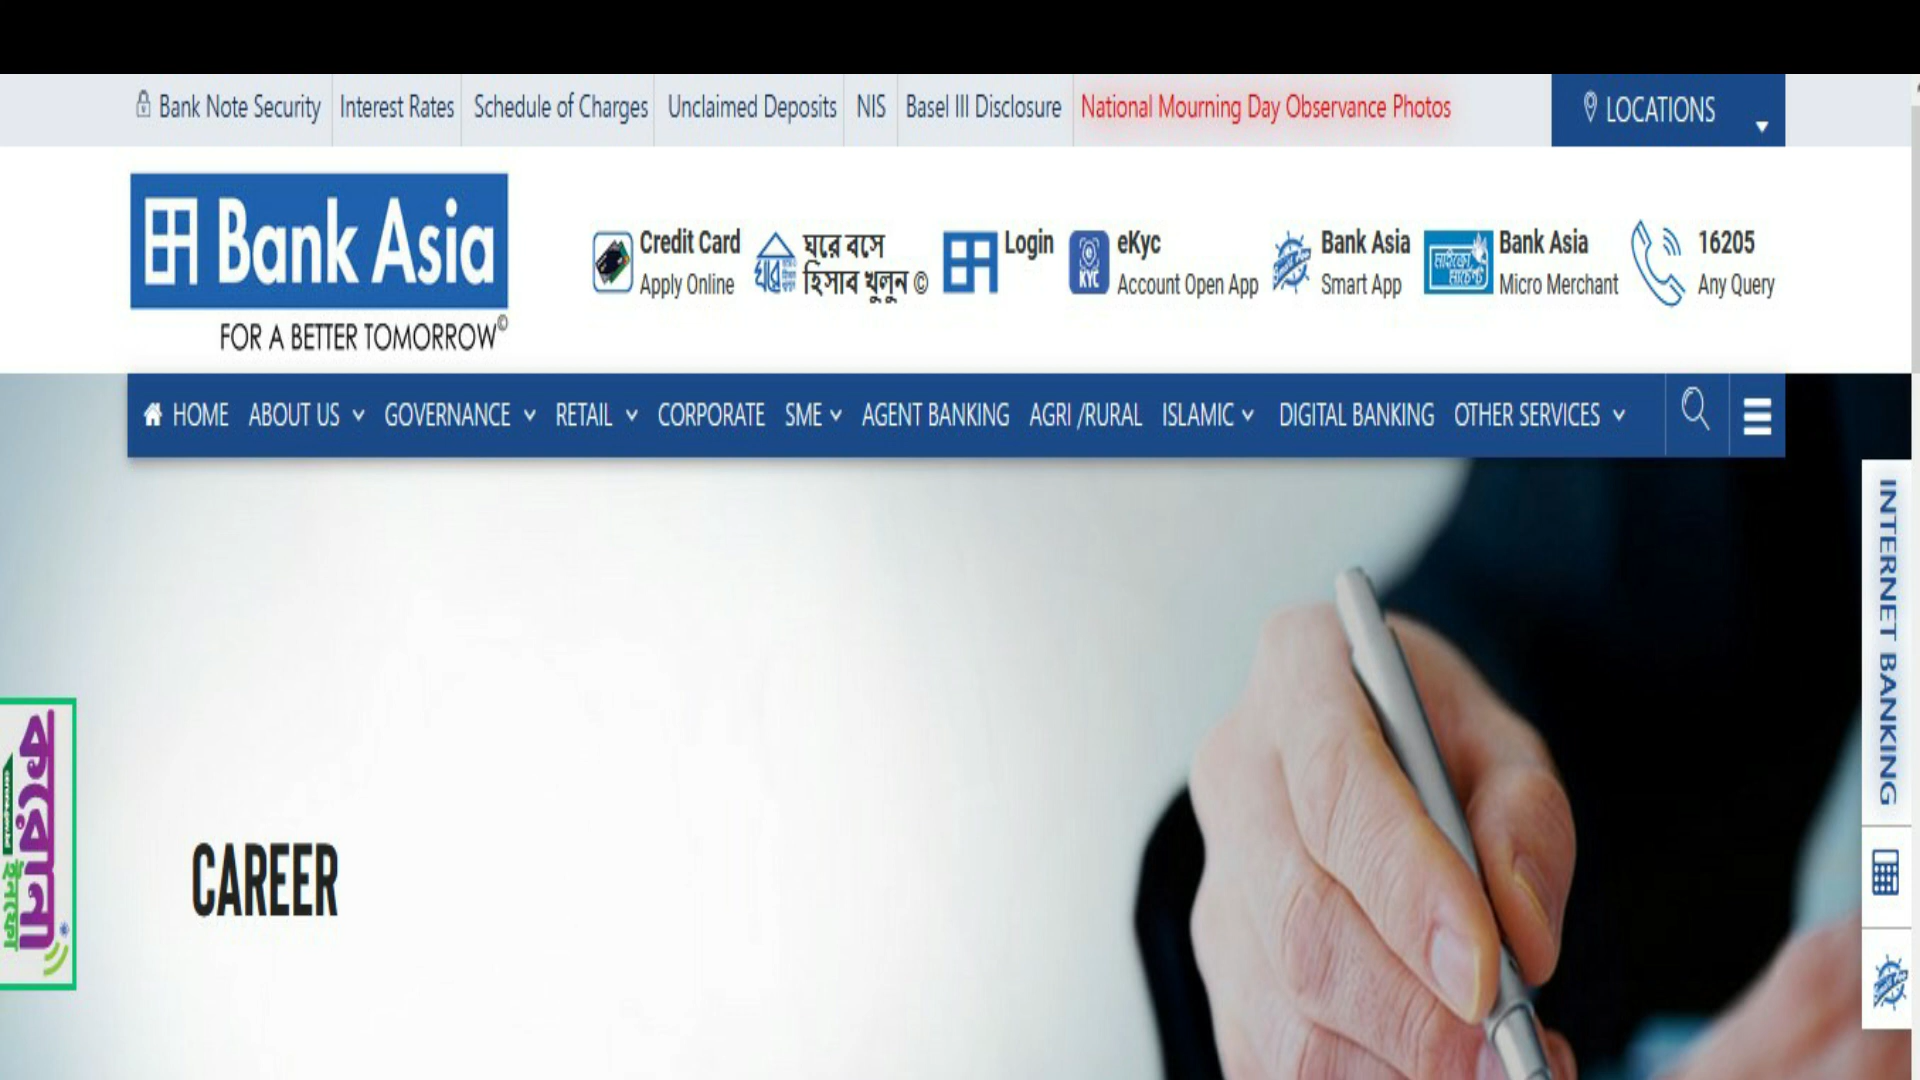 Bank Note Security Interest Rates Schedule of Charges Unclaimed Deposits NIS Basel III Disclosure National Mourning Day Observance Photos LOCATIONS
Bank Asia
FOR A BETTER TOMORROW©
Credit Card
Apply Online
ঘরে বসে
হিসাব খুলুন ©
Login
eKyc
Account Open App
KYC
Bank Asia
Smart App
Bank Asia
Micro Merchant
16205
Any Query
HOME ABOUT US GOVERNANCE RETAIL CORPORATE SME AGENT BANKING AGRI /RURAL ISLAMIC DIGITAL BANKING OTHER SERVICES
INTERNET BANKING
CAREER
করোনা
ইনফো